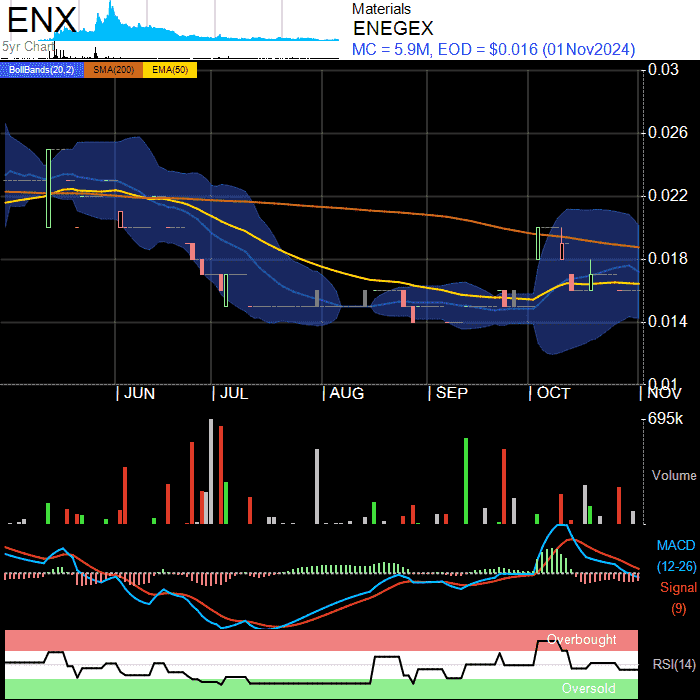 ENX
5yr Chart
Materials
ENEGEX
MC = 5.9M, EOD = $0.016 (01Nov2024)
BollBands(20,2) SMA(200) EMA(50)
0.03
0.026
0.022
0.018
0.014
0.01
JUN JUL AUG SEP OCT NOV
695k
Volume
MACD
(12-26)
Signal
(9)
Overbought
RSI(14)
Oversold